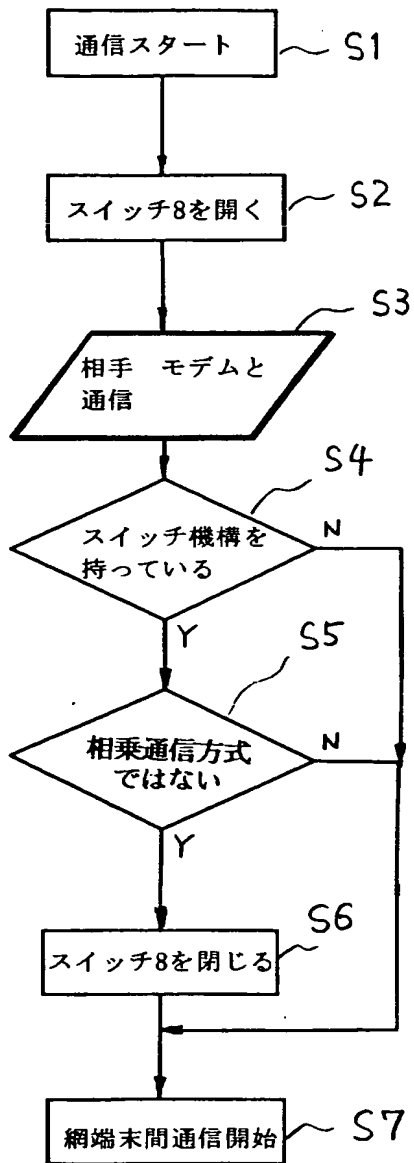 通信スタート
S1
スイッチ8を開く
S2
S3
相手 モデムと
通信
S4
スイッチ機構を
持っている
N
Y
S5
相乗通信方式
ではない
N
Y
S6
スイッチ8を閉じる
網端末間通信開始
S7